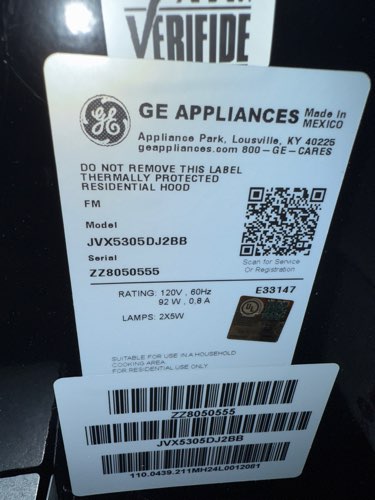 VERIFIDE
GE APPLIANCES Made in
MEXICO
Appliance Park, Lousville, KY 40225
geappliances.com 800-GE-CARES
DO NOT REMOVE THIS LABEL
THERMALLY PROTECTED
RESIDENTIAL HOOD
FM
Model
JVX5305DJ2BB
Serial
ZZ8050555
Scan for Service
Or Registration
RATING: 120V, 60Hz
92 W, 0.8 A
E33147
LAMPS: 2X5W
SUITABLE FOR USE IN A HOUSEHOLD
COOKING AREA
FOR RESIDENTIAL USE ONLY
ZZ8050555
JVX5305DJ2BB
110.0439.211MH24L0012081